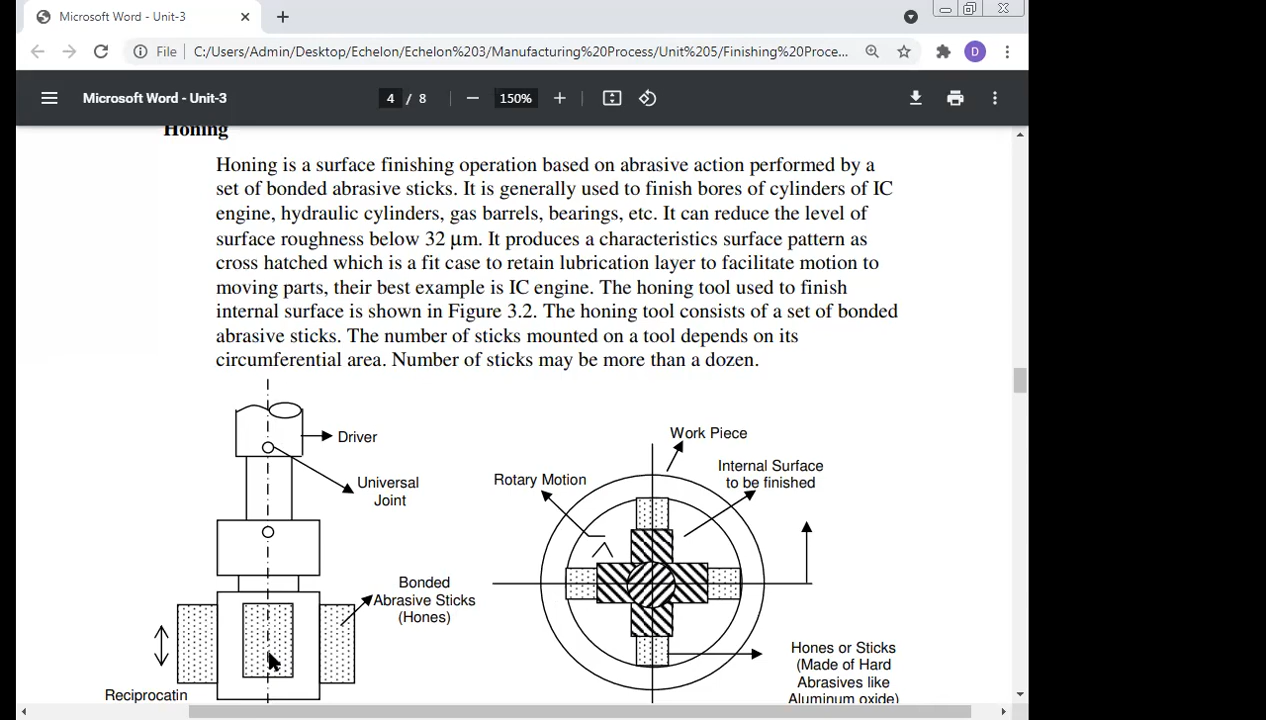 Microsoft Word - Unit-3
File
C:/Users/Admin/Desktop/Echelon/Echelon%203/Manufacturing%20Process/Unit%205/Finishing%20Proce...
D
Microsoft Word - Unit-3
4 / 8
150%
Honing
Honing is a surface finishing operation based on abrasive action performed by a
set of bonded abrasive sticks. It is generally used to finish bores of cylinders of IC
engine, hydraulic cylinders, gas barrels, bearings, etc. It can reduce the level of
surface roughness below 32 μm. It produces a characteristics surface pattern as
cross hatched which is a fit case to retain lubrication layer to facilitate motion to
moving parts, their best example is IC engine. The honing tool used to finish
internal surface is shown in Figure 3.2. The honing tool consists of a set of bonded
abrasive sticks. The number of sticks mounted on a tool depends on its
circumferential area. Number of sticks may be more than a dozen.
Driver
Universal
Joint
Bonded
Abrasive Sticks
(Hones)
Reciprocatin
Work Piece
Rotary Motion
Internal Surface
to be finished
Hones or Sticks
(Made of Hard
Abrasives like
Aluminum oxide)